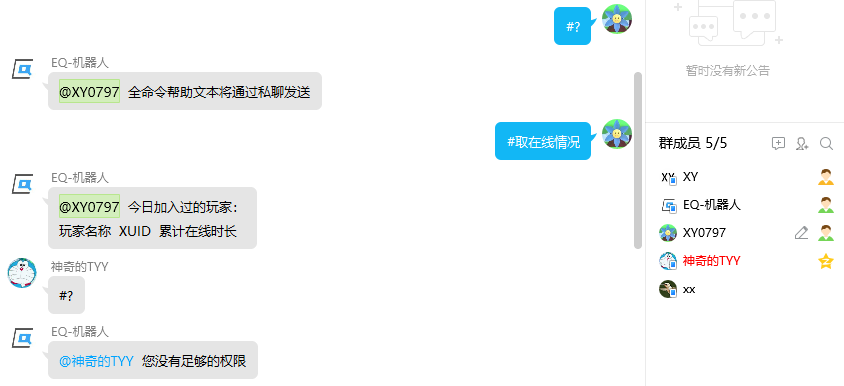 #?
EQ-机器人
@XY0797 全命令帮助文本将通过私聊发送
#取在线情况
EQ-机器人
@XY0797 今日加入过的玩家:
玩家名称 XUID 累计在线时长
神奇的TYY
#?
EQ-机器人
@神奇的TYY 您没有足够的权限
暂时没有新公告
群成员 5/5
XY
XY
EQ-机器人
XY0797
神奇的TYY
xx